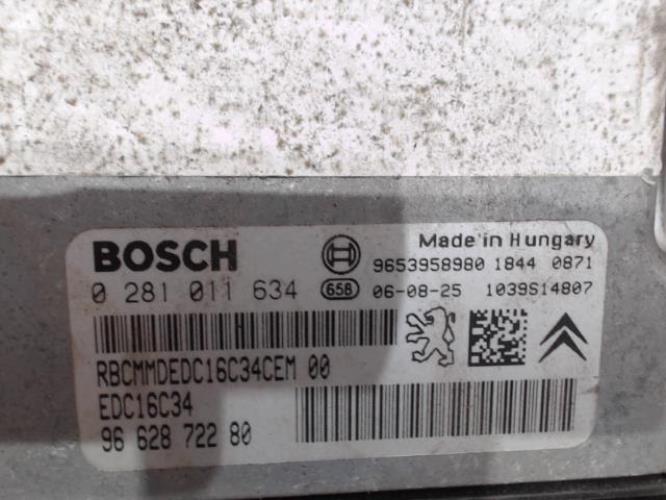 BOSCH
Made in Hungary
9653958980 1844 0871
0 281 011 634
65B 06-08-25 1039S14807
RBCMMDEDC16C34CEM 00
EDC16C34
96 628 722 80